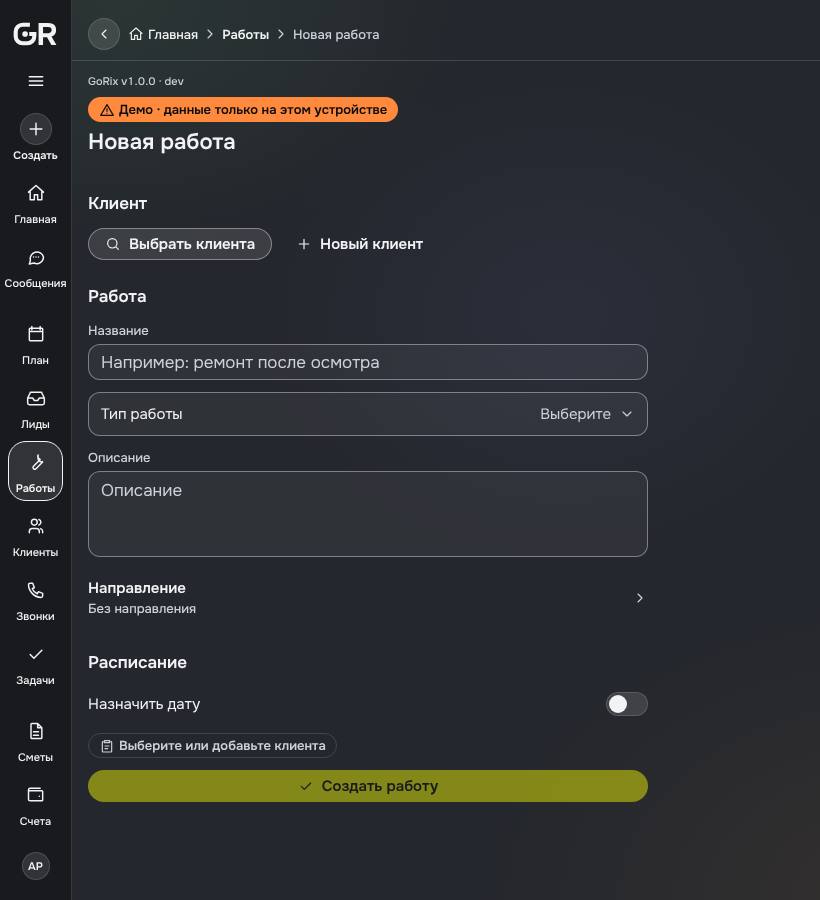 GR
Создать
Главная
Сообщения
План
Лиды
Работы
Клиенты
Звонки
Задачи
Сметы
Счета
AP
Главная > Работы > Новая работа
GoRix v1.0.0 · dev
Демо · данные только на этом устройстве
Новая работа
Клиент
Выбрать клиента
Новый клиент
Работа
Название
Например: ремонт после осмотра
Тип работы Выберите
Описание
Описание
Направление
Без направления
Расписание
Назначить дату
Выберите или добавьте клиента
Создать работу